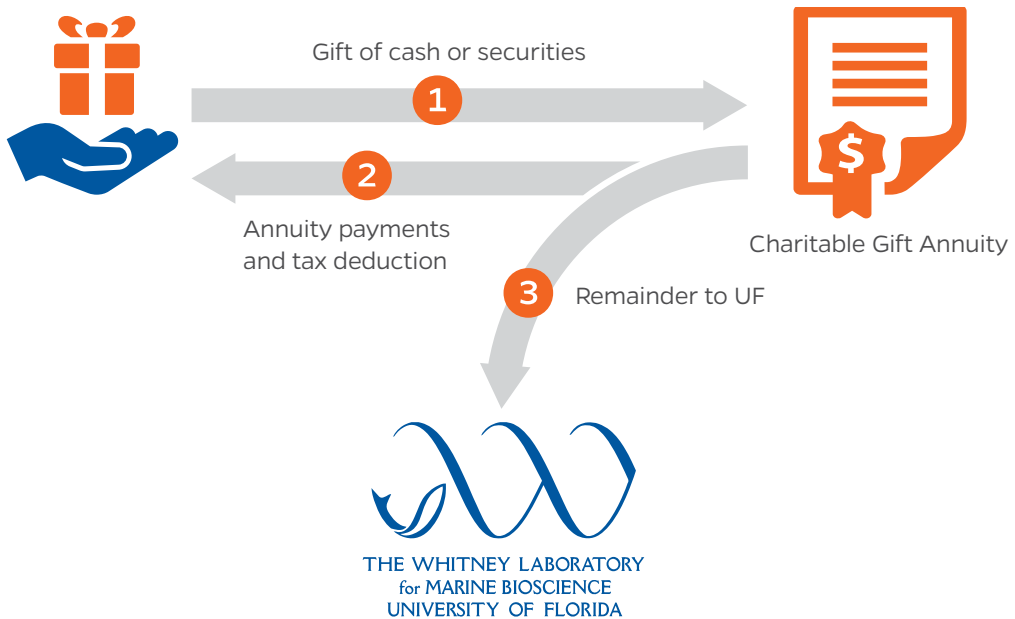 Gift of cash or securities
1
2
Annuity payments
and tax deduction
$
Charitable Gift Annuity
3
Remainder to UF
THE WHITNEY LABORATORY
for MARINE BIOSCIENCE
UNIVERSITY OF FLORIDA